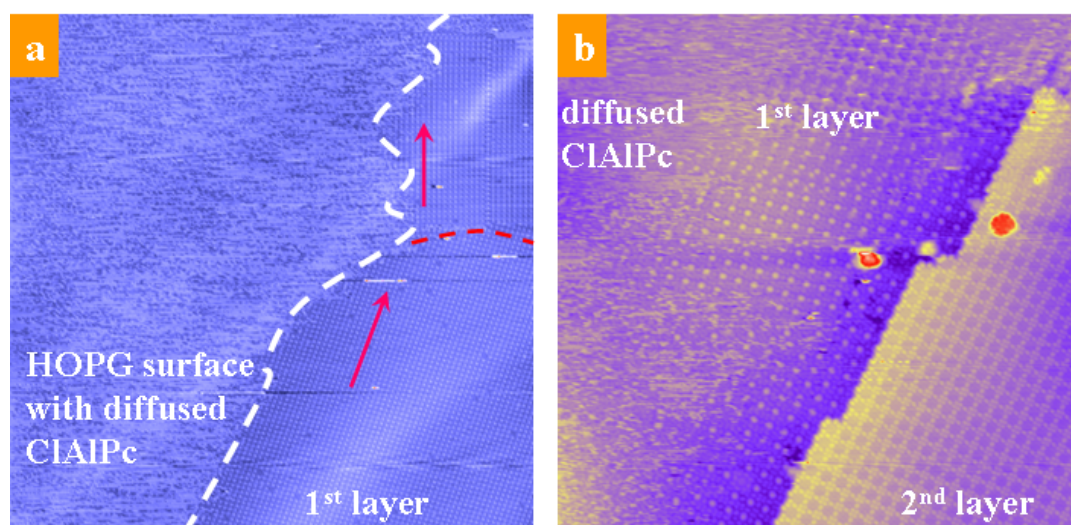 a
HOPG surface
with diffused
ClAlPc
1st layer
b
diffused
ClAlPc
1st layer
2nd layer